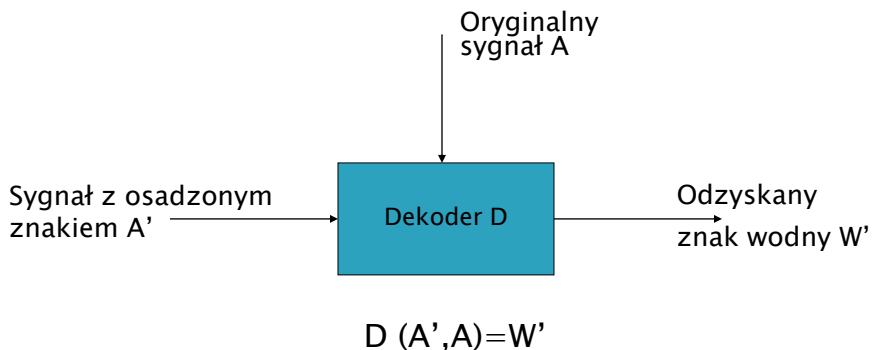 Oryginalny
sygnał A
Sygnał z osadzonym
znakiem A’
Dekoder D
Odzyskany
znak wodny W’
D (A’,A)=W’